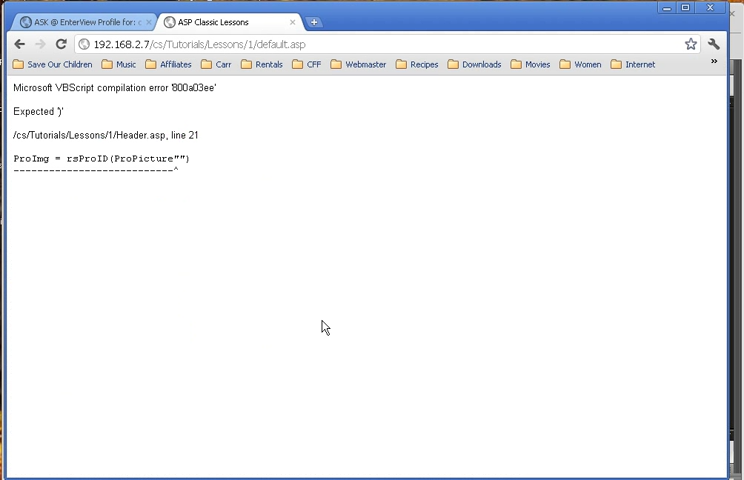 ASK @ EnterView Profile for:
ASP Classic Lessons
192.168.2.7/cs/Tutorials/Lessons/1/default.asp
Save Our Children Music Affiliates Carr Rentals CFF Webmaster Recipes Downloads Movies Women Internet »
Microsoft VBScript compilation error '800a03ee'
Expected ')'
/cs/Tutorials/Lessons/1/Header.asp, line 21
ProImg = rsProID(ProPicture"")
---------------------------^